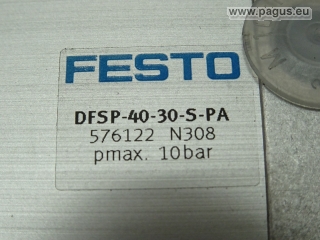 www.pagus.eu
FESTO
DFSP-40-30-S-PA
576122 N308
pmax. 10bar